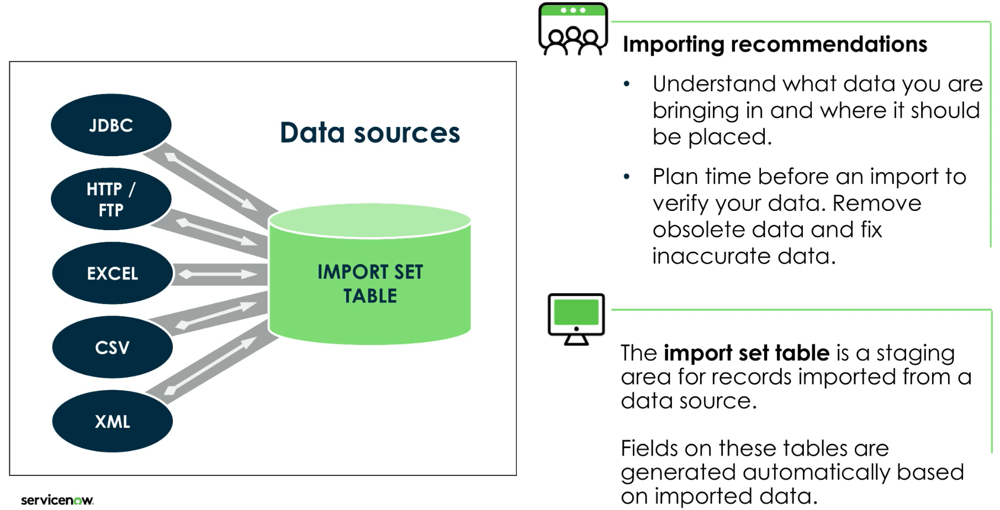 Data sources
JDBC
HTTP /
FTP
EXCEL
CSV
XML
IMPORT SET
TABLE
servicenow.
Importing recommendations
• Understand what data you are
bringing in and where it should
be placed.
• Plan time before an import to
verify your data. Remove
obsolete data and fix
inaccurate data.
The import set table is a staging
area for records imported from a
data source.
Fields on these tables are
generated automatically based
on imported data.